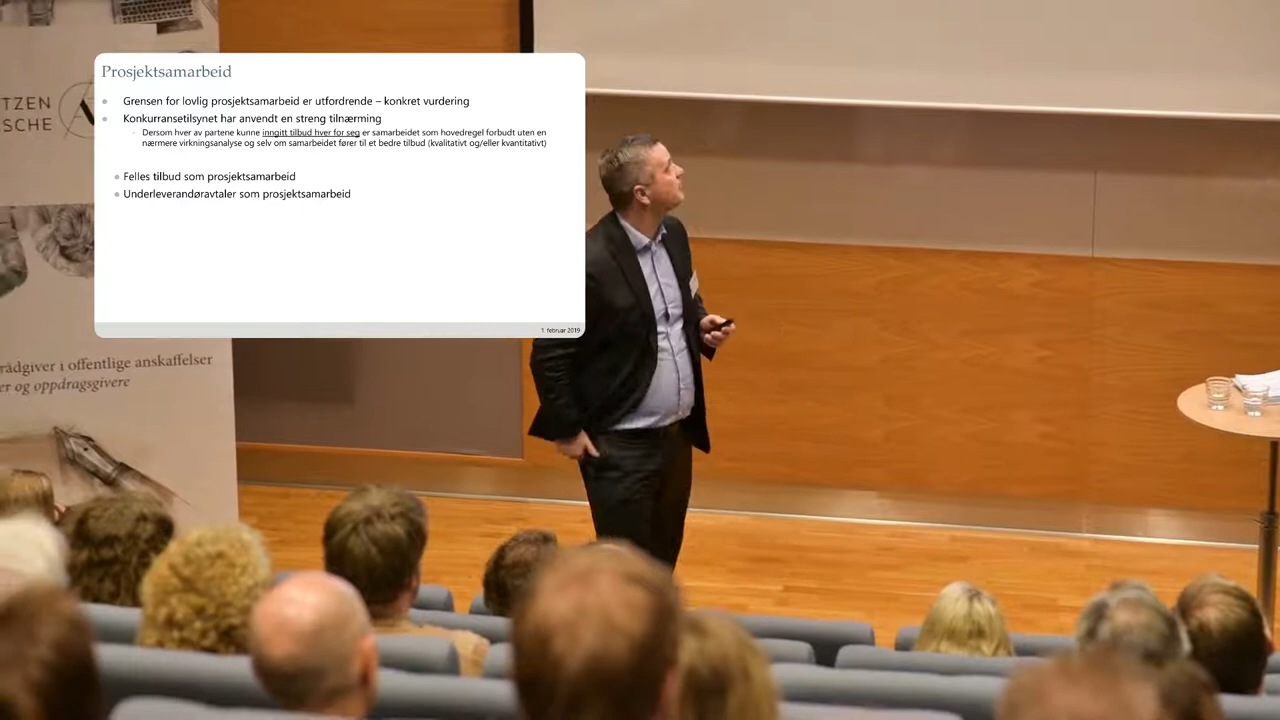 Prosjektsamarbeid
Grensen for lovlig prosjektsamarbeid er utfordrende – konkret vurdering
Konkurransetilsynet har anvendt en streng tilnærming
Dersom hver av partene kunne inngitt tilbud hver for seg er samarbeidet som hovedregel forbudt uten en
nærmere virkningsanalyse og selv om samarbeidet fører til et bedre tilbud (kvalitativt og/eller kvantitativt)
Felles tilbud som prosjektsamarbeid
Underleverandøravtaler som prosjektsamarbeid
1. februar 2019
TZEN
SCHE
rådgiver i offentlige anskaffelser
er og oppdragsgivere